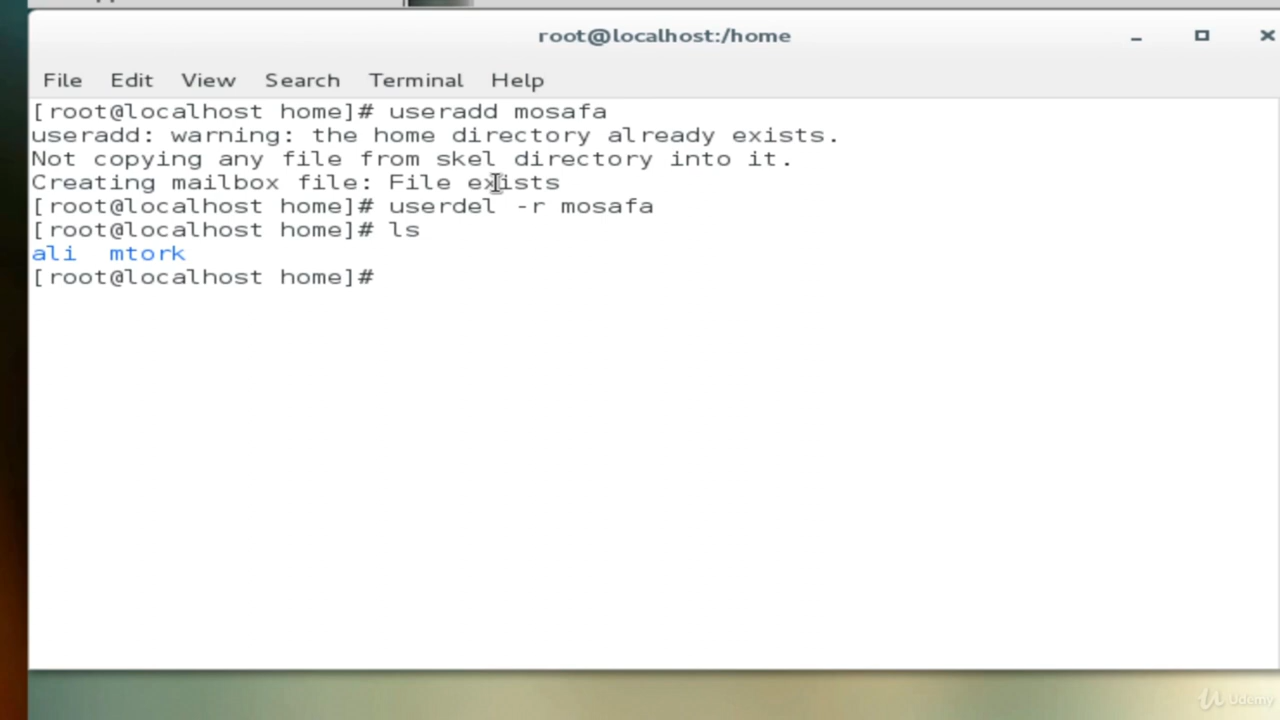 root@localhost:/home
File Edit View Search Terminal Help
[root@localhost home]# useradd mosafa
useradd: warning: the home directory already exists.
Not copying any file from skel directory into it.
Creating mailbox file: File exists
[root@localhost home]# userdel -r mosafa
[root@localhost home]# ls
ali  mtork
[root@localhost home]#
Udemy